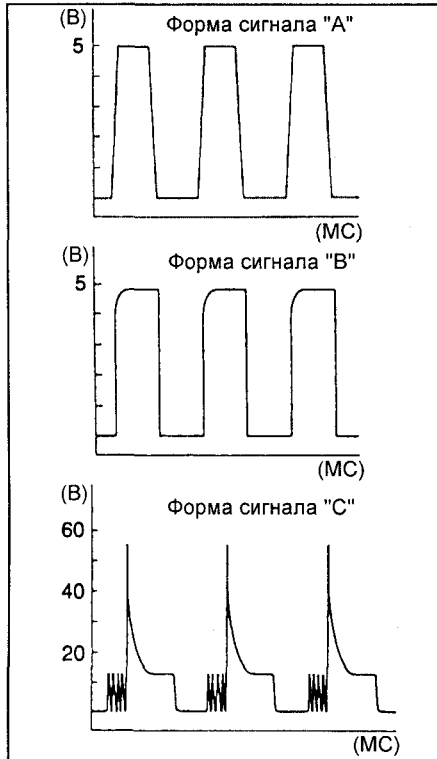 (В) Форма сигнала "А"
5
(МС)
(В) Форма сигнала "В"
5
(МС)
(В) Форма сигнала "С"
60
40
20
(МС)